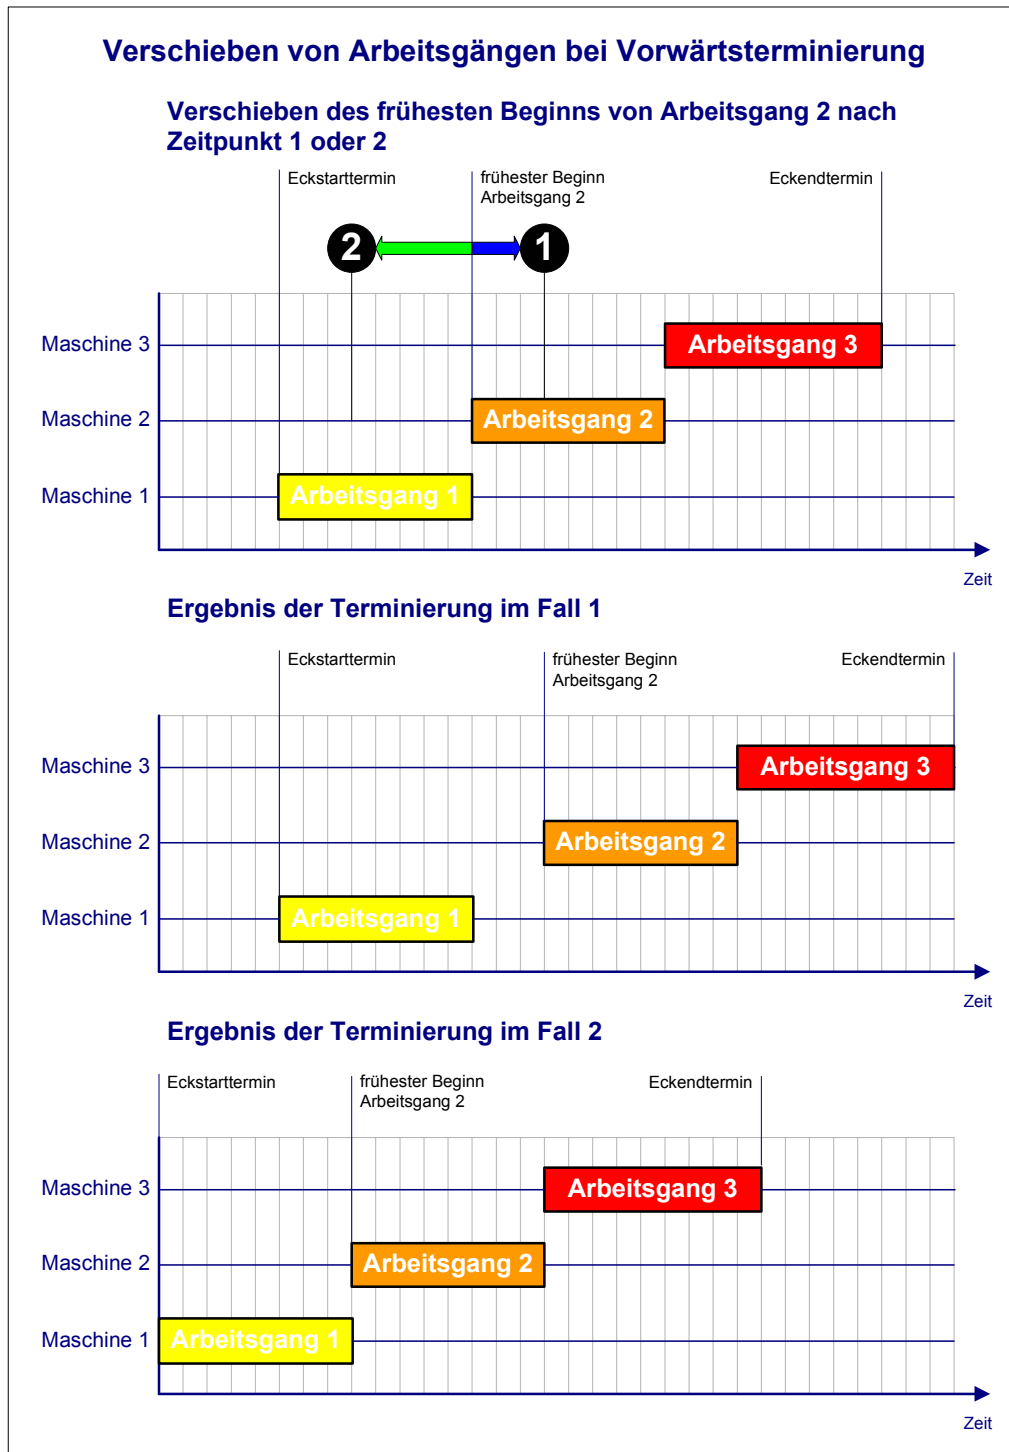 Verschieben von Arbeitsgängen bei Vorwärtsterminierung
Verschieben des frühesten Beginns von Arbeitsgang 2 nach
Zeitpunkt 1 oder 2
Eckstarttermin
frühester Beginn
Arbeitsgang 2
Eckendtermin
2
1
Maschine 3
Arbeitsgang 3
Maschine 2
Arbeitsgang 2
Maschine 1
Arbeitsgang 1
Zeit
Ergebnis der Terminierung im Fall 1
Eckstarttermin
frühester Beginn
Arbeitsgang 2
Eckendtermin
Maschine 3
Arbeitsgang 3
Maschine 2
Arbeitsgang 2
Maschine 1
Arbeitsgang 1
Zeit
Ergebnis der Terminierung im Fall 2
Eckstarttermin
frühester Beginn
Arbeitsgang 2
Eckendtermin
Maschine 3
Arbeitsgang 3
Maschine 2
Arbeitsgang 2
Maschine 1
Arbeitsgang 1
Zeit